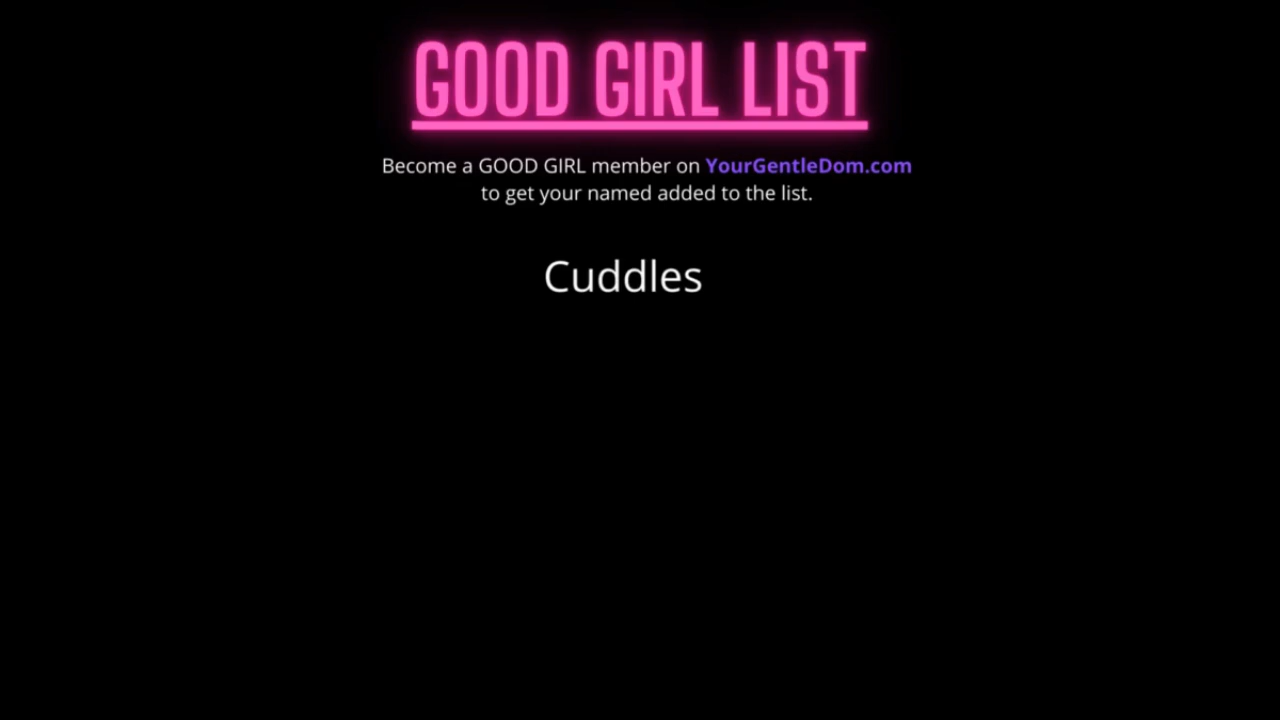 GOOD GIRL LIST
Become a GOOD GIRL member on YourGentleDom.com
to get your named added to the list.
Cuddles